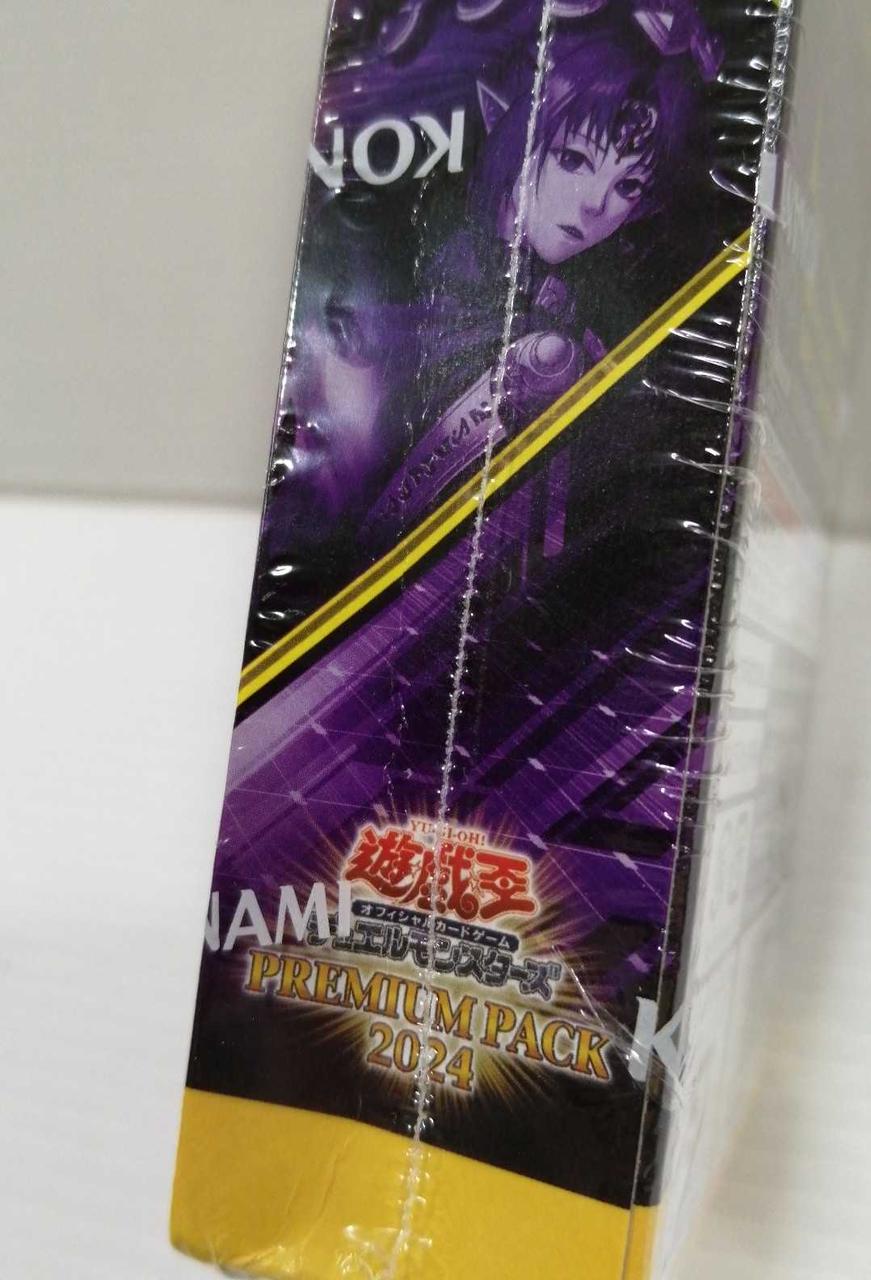 KON
YU-GI-OH!
遊戯王
オフィシャルカードゲーム
デュエルモンスターズ
NAMI
PREMIUM PACK
2024
K